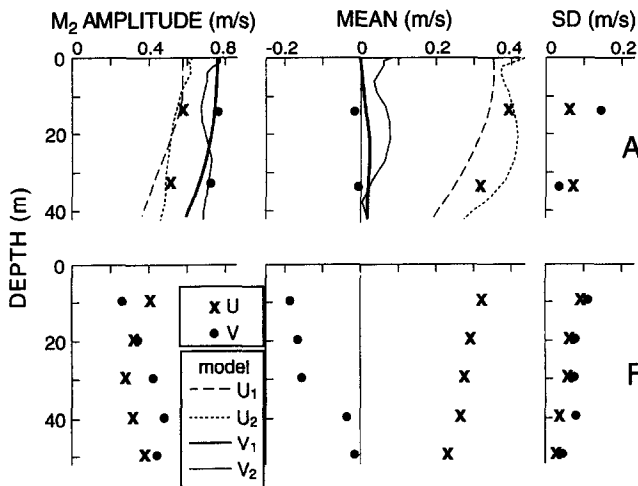 M2 AMPLITUDE (m/s) MEAN (m/s) SD (m/s)
0 0.4 0.8 -0.2 0 0.2 0.4 0 0.2
0
20
40
A
DEPTH (m)
0
20
40
X U
● V
model
U1
U2
V1
V2